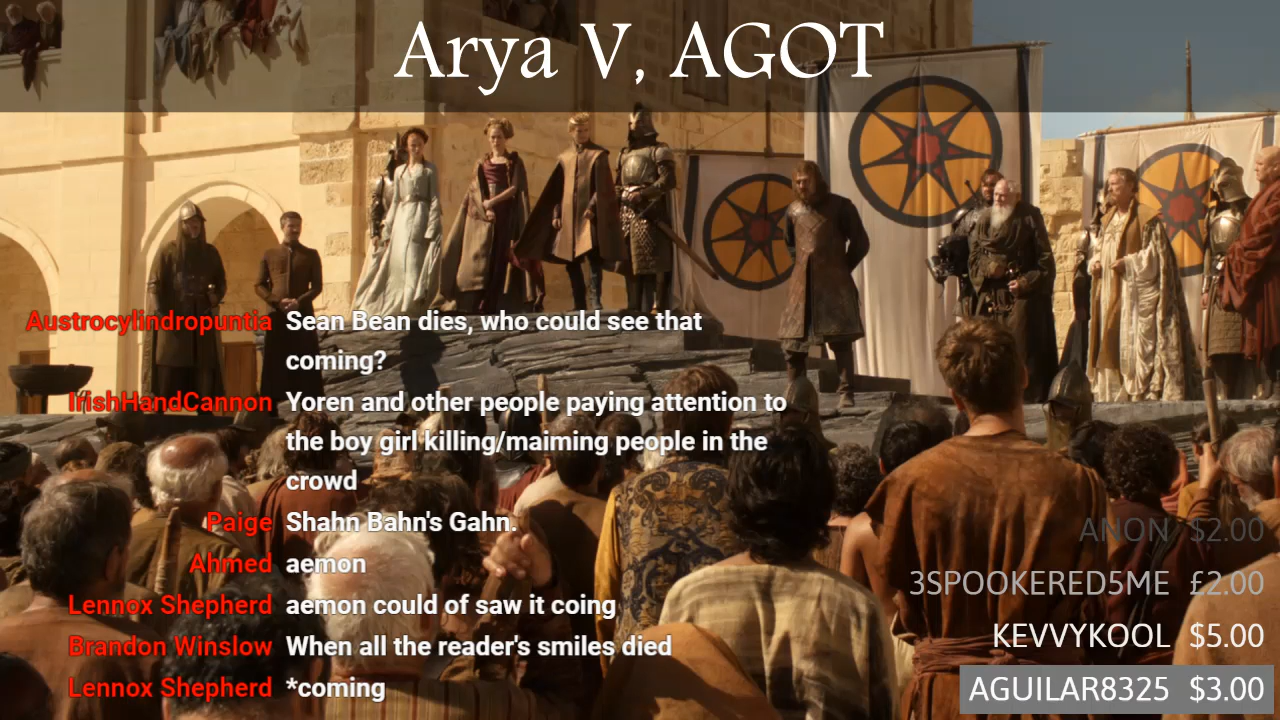 Arya V, AGOT
Austrocylindropuntia Sean Bean dies, who could see that
coming?
IrishHandCannon Yoren and other people paying attention to
the boy girl killing/maiming people in the
crowd
Paige Shahn Bahn's Gahn.
Ahmed aemon
Lennox Shepherd aemon could of saw it coing
Brandon Winslow When all the reader's smiles died
Lennox Shepherd *coming
ANON $2.00
3SPOOKERED5ME £2.00
KEVVYKOOL $5.00
AGUILAR8325 $3.00